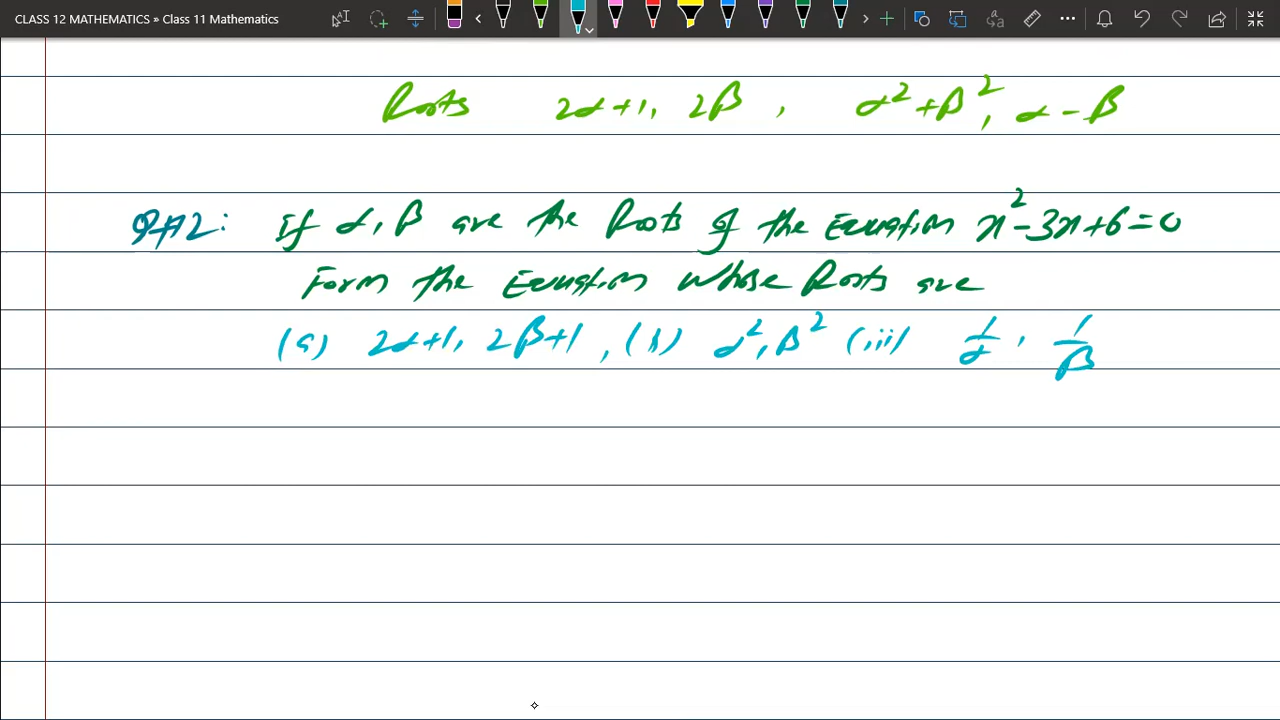 CLASS 12 MATHEMATICS » Class 11 Mathematics
Roots 2α+1, 2β , α²+β², α-β
Q#2: If α, β are the Roots of the Equation x²-3x+6=0
Form the Equation whose Roots are
(a) 2α+1, 2β+1, (b) α², β² (iii) 1/α, 1/β